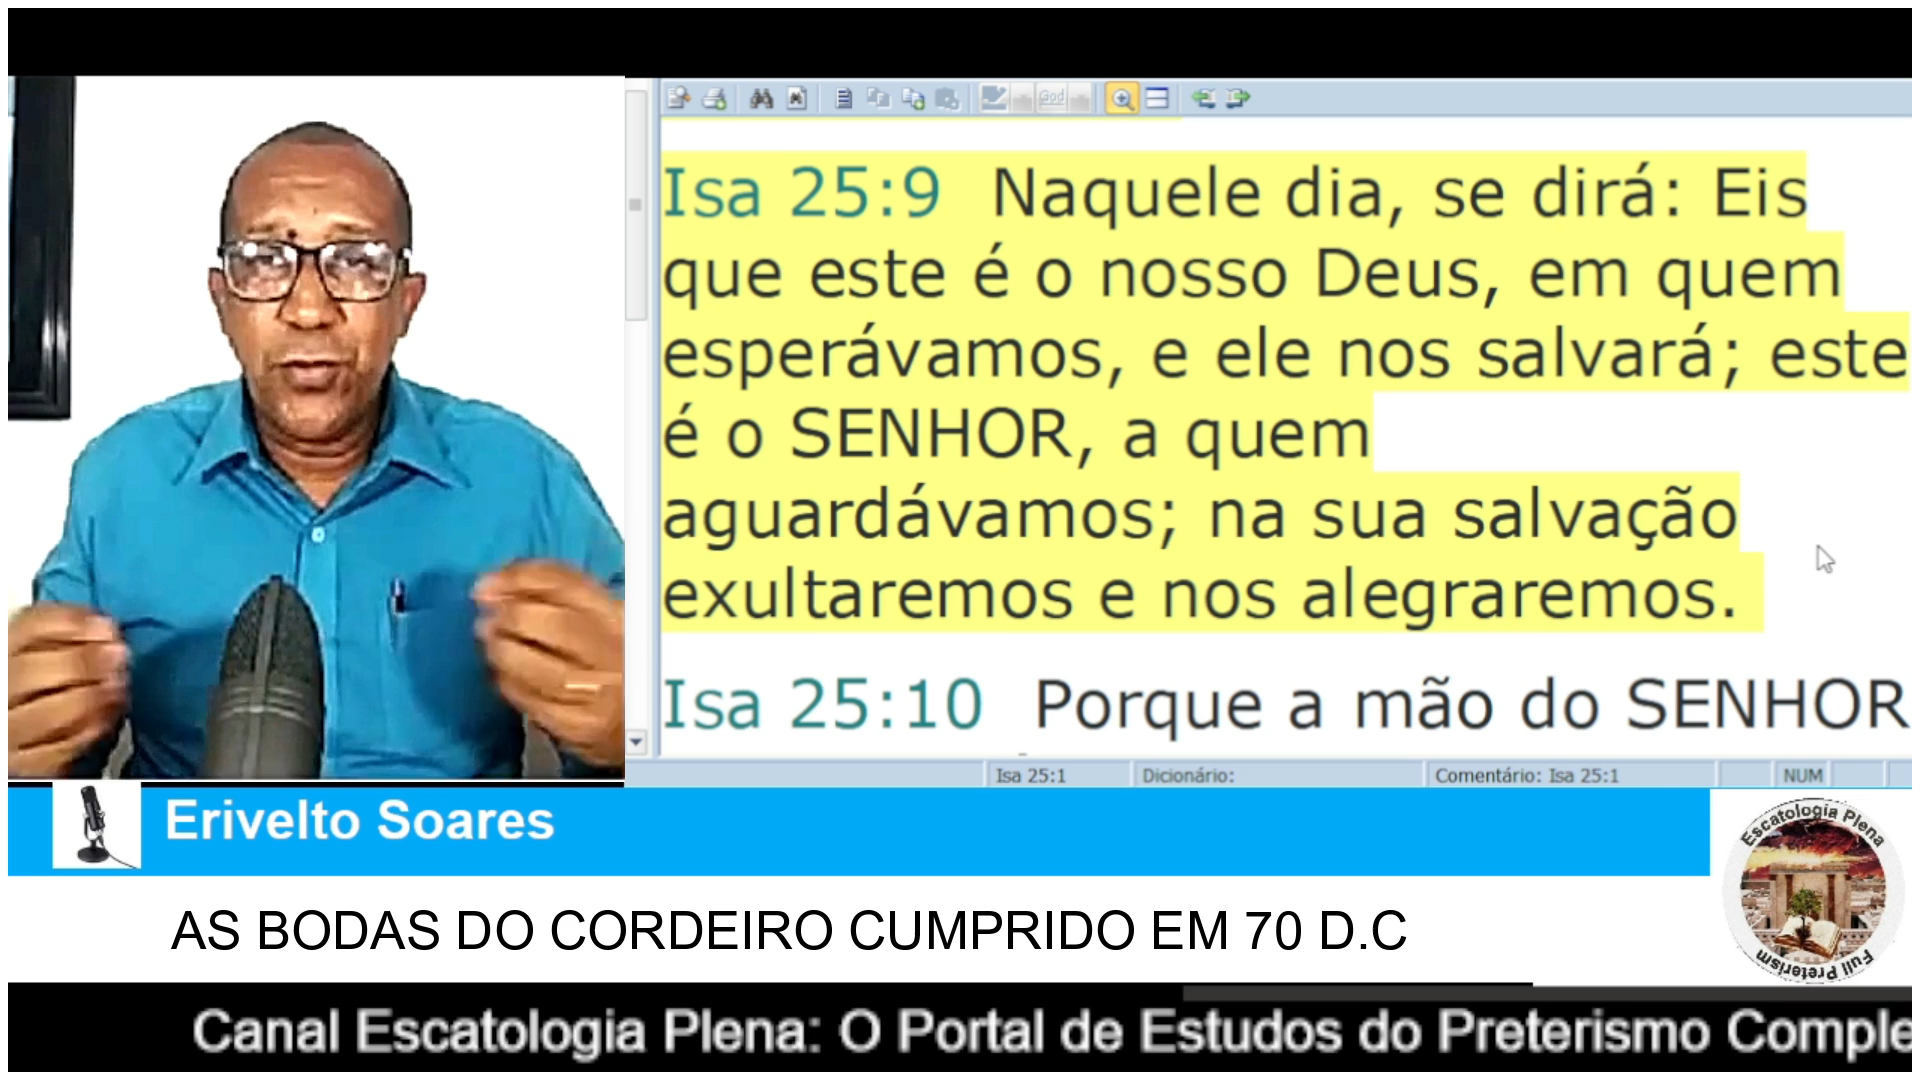 God
Isa 25:9 Naquele dia, se dirá: Eis
que este é o nosso Deus, em quem
esperávamos, e ele nos salvará; este
é o SENHOR, a quem
aguardávamos; na sua salvação
exultaremos e nos alegraremos.
Isa 25:10 Porque a mão do SENHOR
Isa 25:1 Dicionário: Comentário: Isa 25:1 NUM
Erivelto Soares
Escatologia Plena
Full Preterism
AS BODAS DO CORDEIRO CUMPRIDO EM 70 D.C
Canal Escatologia Plena: O Portal de Estudos do Preterismo Comple